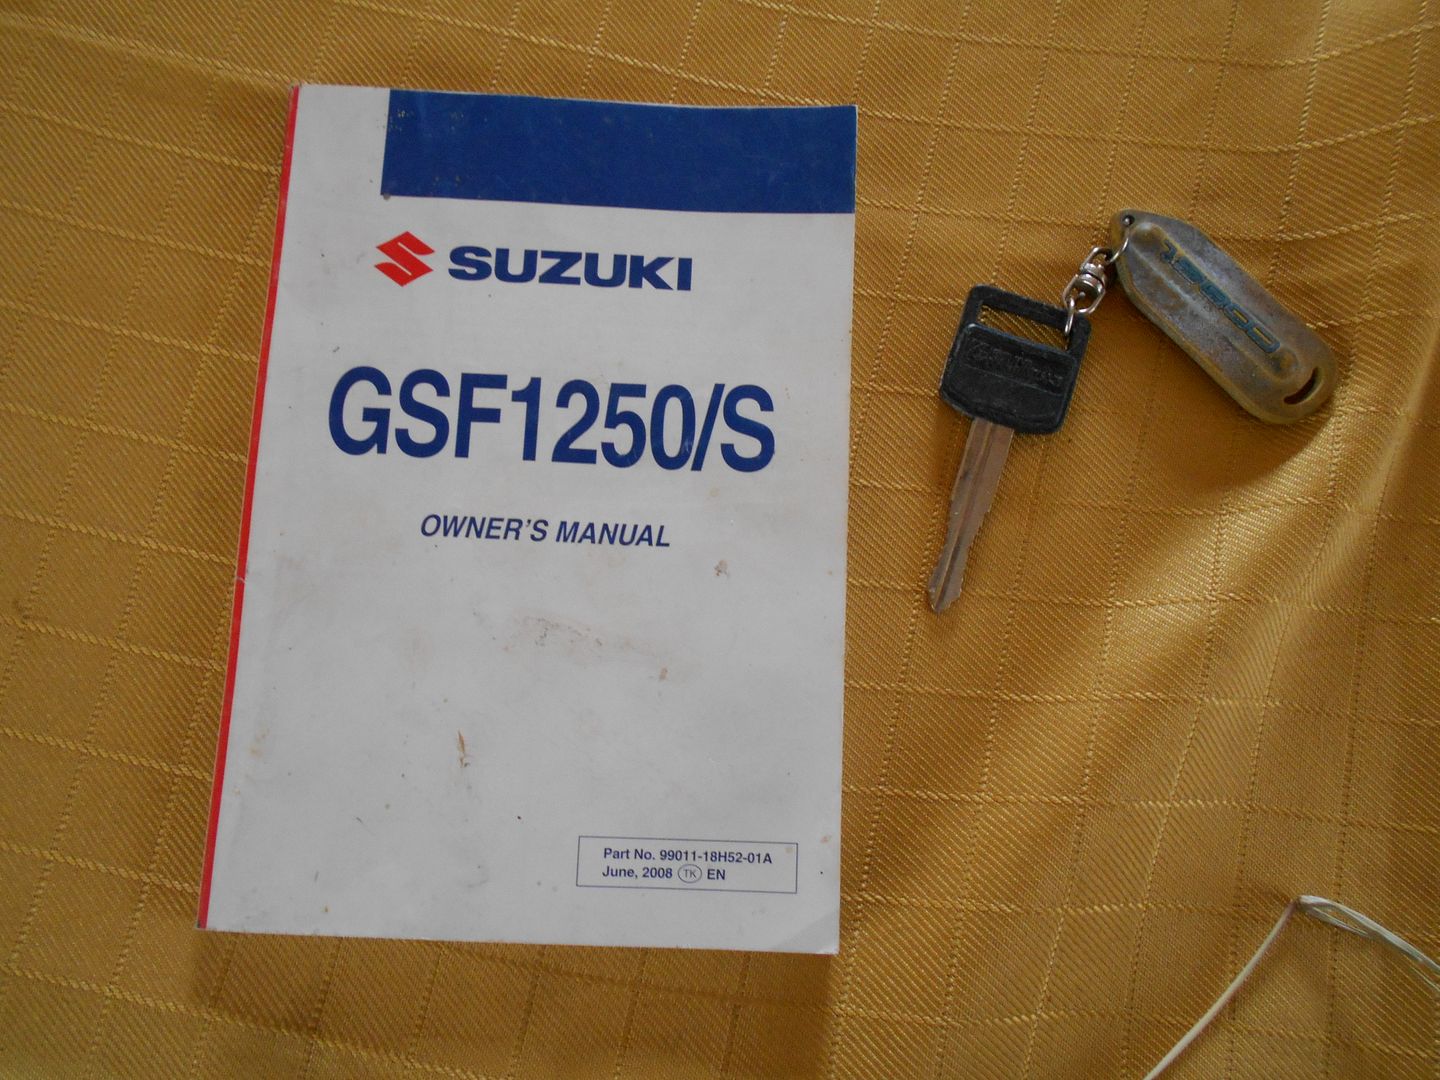 SUZUKI
GSF1250/S
OWNER'S MANUAL
Part No. 99011-18H52-01A
June, 2008 TK EN